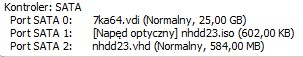 Kontroler: SATA
Port SATA 0: 7ka64.vdi (Normalny, 25,00 GB)
Port SATA 1: [Napęd optyczny] nhdd23.iso (602,00 KB)
Port SATA 2: nhdd23.vhd (Normalny, 584,00 MB)